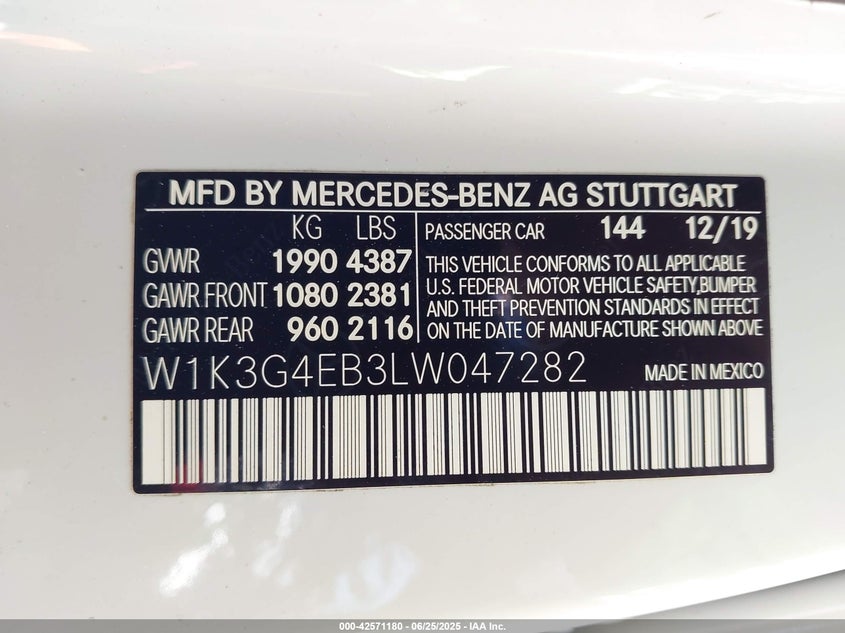 MFD BY MERCEDES-BENZ AG STUTTGART
KG LBS
GVWR 1990 4387
GAWR FRONT 1080 2381
GAWR REAR 960 2116
PASSENGER CAR 144 12/19
THIS VEHICLE CONFORMS TO ALL APPLICABLE
U.S. FEDERAL MOTOR VEHICLE SAFETY,BUMPER
AND THEFT PREVENTION STANDARDS IN EFFECT
ON THE DATE OF MANUFACTURE SHOWN ABOVE
W1K3G4EB3LW047282 MADE IN MEXICO
000-42571180 - 06/25/2025 - IAA Inc.